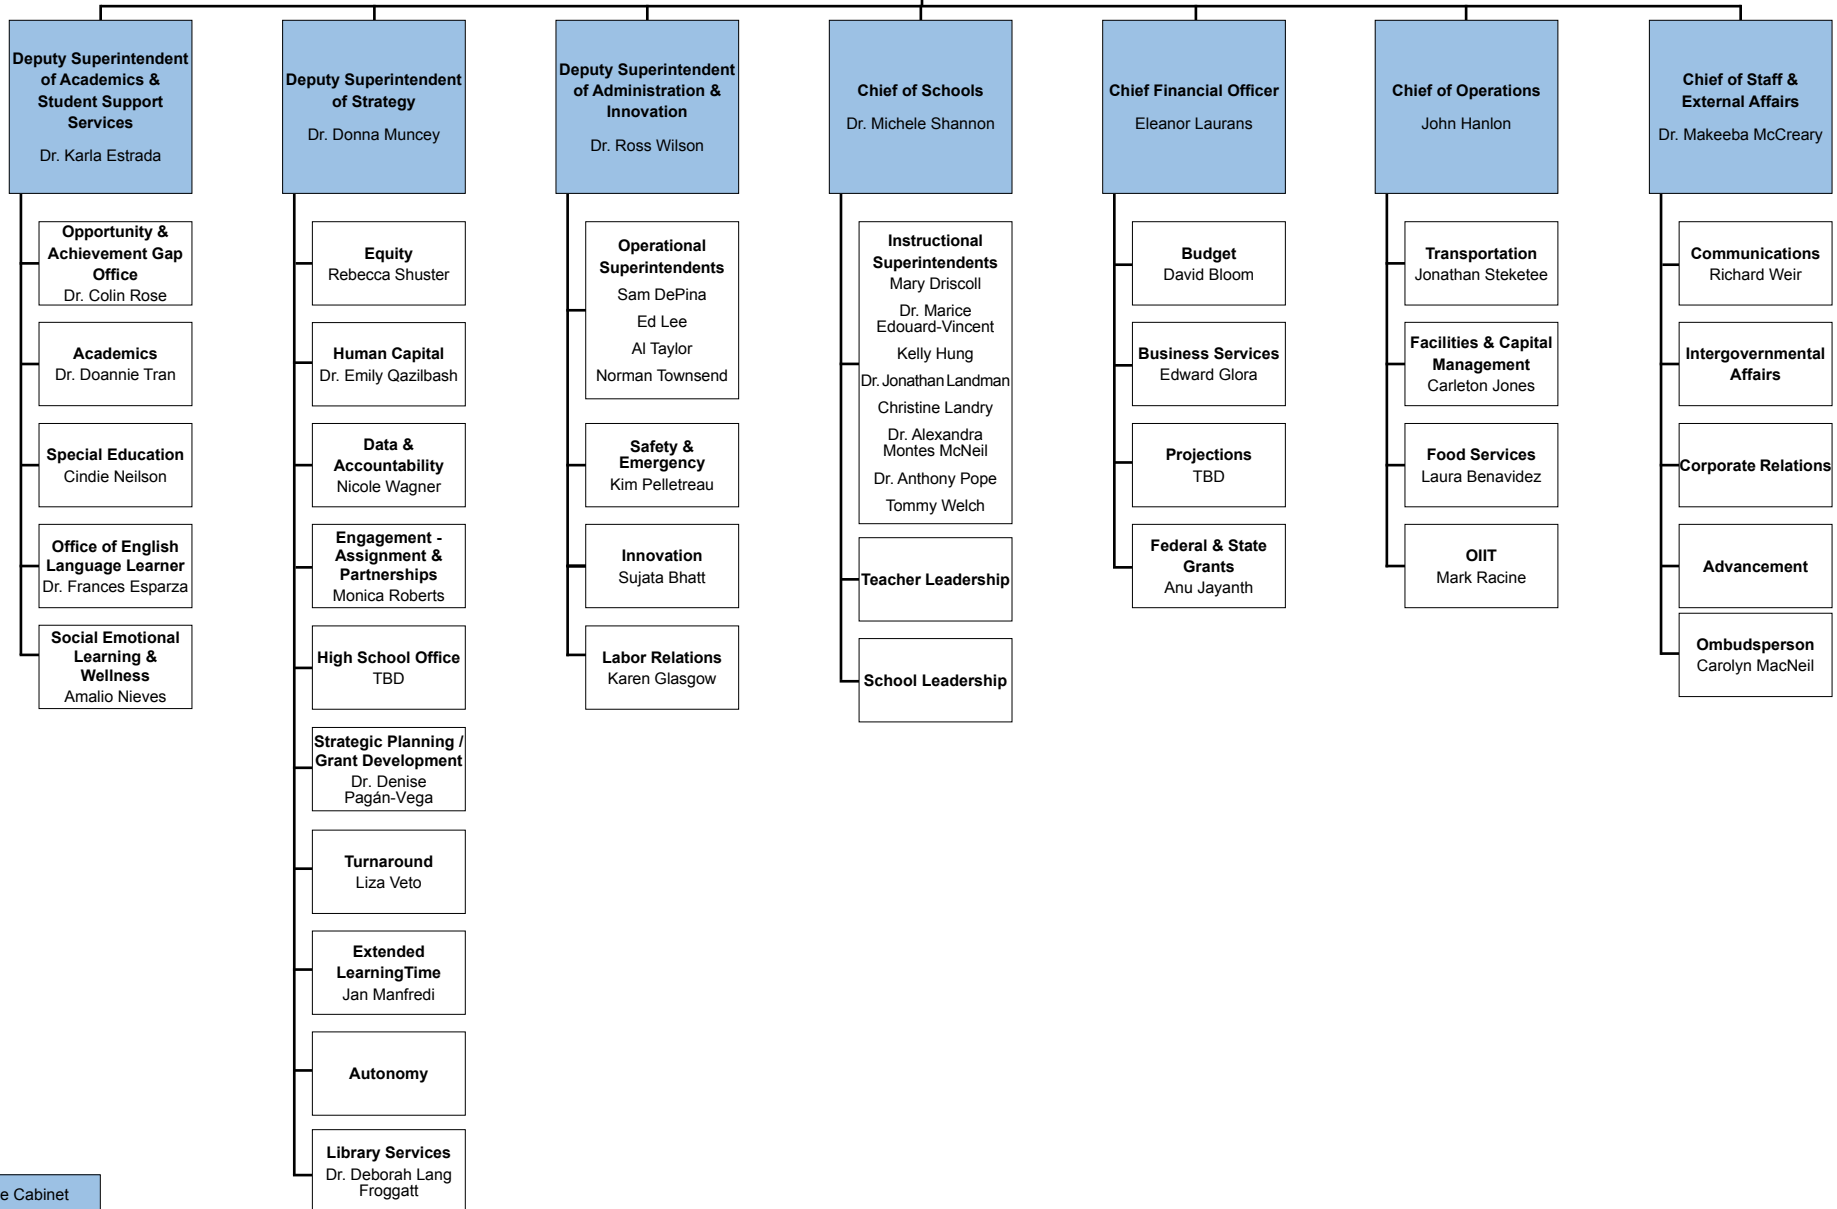 Deputy Superintendent
of Academics &
Student Support
Services
Dr. Karla Estrada
Opportunity &
Achievement Gap
Office
Dr. Colin Rose
Academics
Dr. Doannie Tran
Special Education
Cindie Neilson
Office of English
Language Learner
Dr. Frances Esparza
Social Emotional
Learning &
Wellness
Amalio Nieves
Deputy Superintendent
of Strategy
Dr. Donna Muncey
Equity
Rebecca Shuster
Human Capital
Dr. Emily Qazilbash
Data &
Accountability
Nicole Wagner
Engagement -
Assignment &
Partnerships
Monica Roberts
High School Office
TBD
Strategic Planning /
Grant Development
Dr. Denise
Pagán-Vega
Turnaround
Liza Veto
Extended
LearningTime
Jan Manfredi
Autonomy
Library Services
Dr. Deborah Lang
Froggatt
Deputy Superintendent
of Administration &
Innovation
Dr. Ross Wilson
Operational
Superintendents
Sam DePina
Ed Lee
Al Taylor
Norman Townsend
Safety &
Emergency
Kim Pelletreau
Innovation
Sujata Bhatt
Labor Relations
Karen Glasgow
Chief of Schools
Dr. Michele Shannon
Instructional
Superintendents
Mary Driscoll
Dr. Marice
Edouard-Vincent
Kelly Hung
Dr. Jonathan Landman
Christine Landry
Dr. Alexandra
Montes McNeil
Dr. Anthony Pope
Tommy Welch
Teacher Leadership
School Leadership
Chief Financial Officer
Eleanor Laurans
Budget
David Bloom
Business Services
Edward Glora
Projections
TBD
Federal & State
Grants
Anu Jayanth
Chief of Operations
John Hanlon
Transportation
Jonathan Steketee
Facilities & Capital
Management
Carleton Jones
Food Services
Laura Benavidez
OIIT
Mark Racine
Chief of Staff &
External Affairs
Dr. Makeeba McCreary
Communications
Richard Weir
Intergovernmental
Affairs
Corporate Relations
Advancement
Ombudsperson
Carolyn MacNeil
e Cabinet